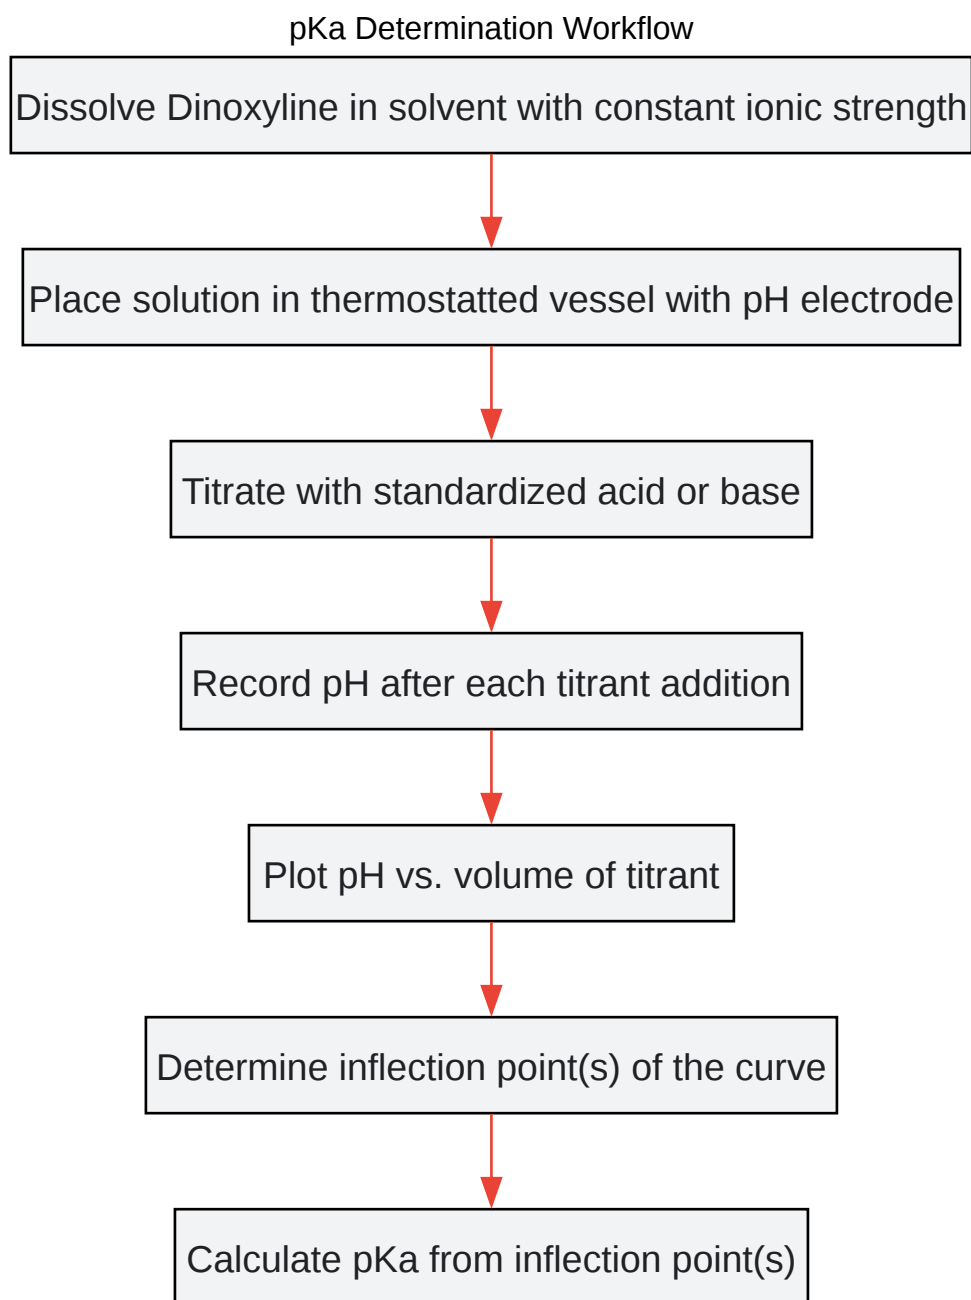 pKa Determination Workflow
Dissolve Dinoxyline in solvent with constant ionic strength
Place solution in thermostatted vessel with pH electrode
Titrate with standardized acid or base
Record pH after each titrant addition
Plot pH vs. volume of titrant
Determine inflection point(s) of the curve
Calculate pKa from inflection point(s)